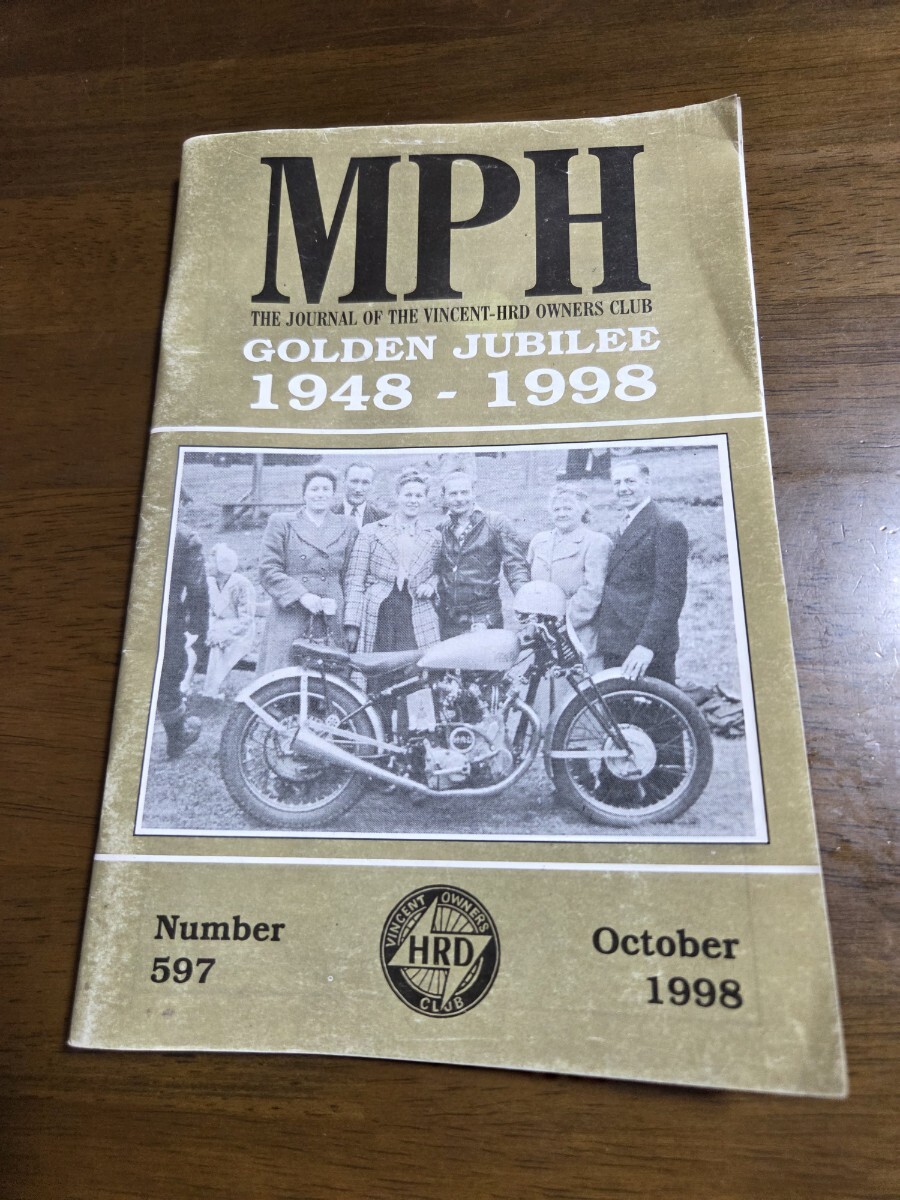 MPH
THE JOURNAL OF THE VINCENT-HRD OWNERS CLUB
GOLDEN JUBILEE
1948 - 1998
HRD
Number
597
VINCENT OWNERS
HRD
CLUB
October
1998